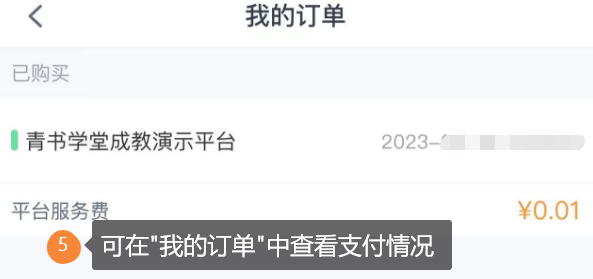 我的订单
已购买
青书学堂成教演示平台 2023-
平台服务费 ¥0.01
5 可在"我的订单"中查看支付情况